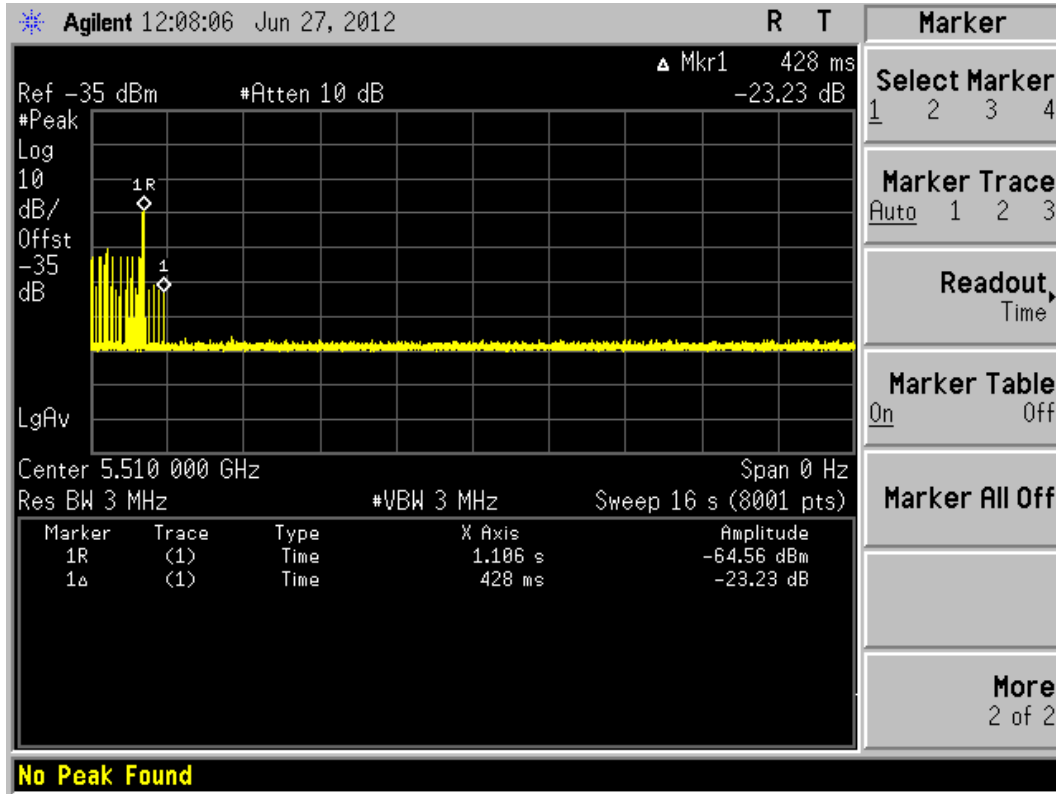 Agilent 12:08:06 Jun 27, 2012 R T
Δ Mkr1 428 ms
Ref -35 dBm #Atten 10 dB -23.23 dB
#Peak
Log
10
dB/
Offst
-35
dB
1R
1
LgAv
Center 5.510 000 GHz Span 0 Hz
Res BW 3 MHz #VBW 3 MHz Sweep 16 s (8001 pts)
Marker Trace Type X Axis Amplitude
1R (1) Time 1.106 s -64.56 dBm
1Δ (1) Time 428 ms -23.23 dB
No Peak Found
Marker
Select Marker
1 2 3 4
Marker Trace
Auto 1 2 3
Readout
Time
Marker Table
On Off
Marker All Off
More
2 of 2